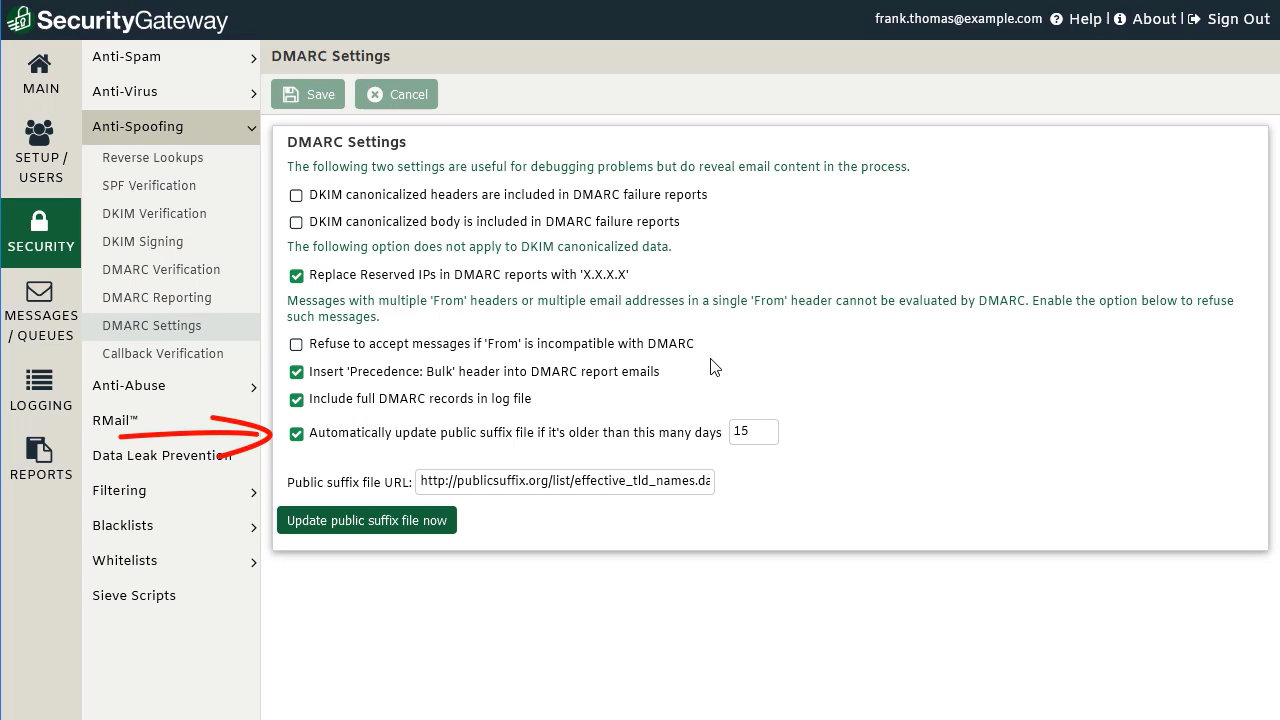 SecurityGateway
frank.thomas@example.com Help | About | Sign Out
MAIN
SETUP /
USERS
SECURITY
MESSAGES
/ QUEUES
LOGGING
REPORTS
Anti-Spam
Anti-Virus
Anti-Spoofing
Reverse Lookups
SPF Verification
DKIM Verification
DKIM Signing
DMARC Verification
DMARC Reporting
DMARC Settings
Callback Verification
Anti-Abuse
RMail™
Data Leak Prevention
Filtering
Blacklists
Whitelists
Sieve Scripts
DMARC Settings
Save Cancel
DMARC Settings
The following two settings are useful for debugging problems but do reveal email content in the process.
DKIM canonicalized headers are included in DMARC failure reports
DKIM canonicalized body is included in DMARC failure reports
The following option does not apply to DKIM canonicalized data.
Replace Reserved IPs in DMARC reports with 'X.X.X.X'
Messages with multiple 'From' headers or multiple email addresses in a single 'From' header cannot be evaluated by DMARC. Enable the option below to refuse
such messages.
Refuse to accept messages if 'From' is incompatible with DMARC
Insert 'Precedence: Bulk' header into DMARC report emails
Include full DMARC records in log file
Automatically update public suffix file if it's older than this many days 15
Public suffix file URL: http://publicsuffix.org/list/effective_tld_names.da
Update public suffix file now